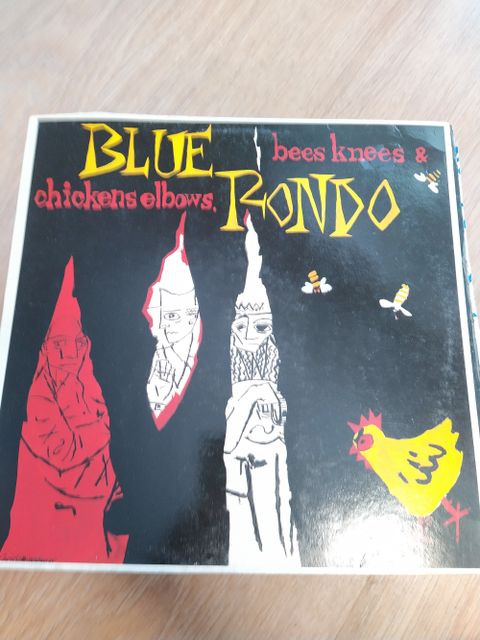 BLUE
bees knees &
chickens elbows,
RONDO